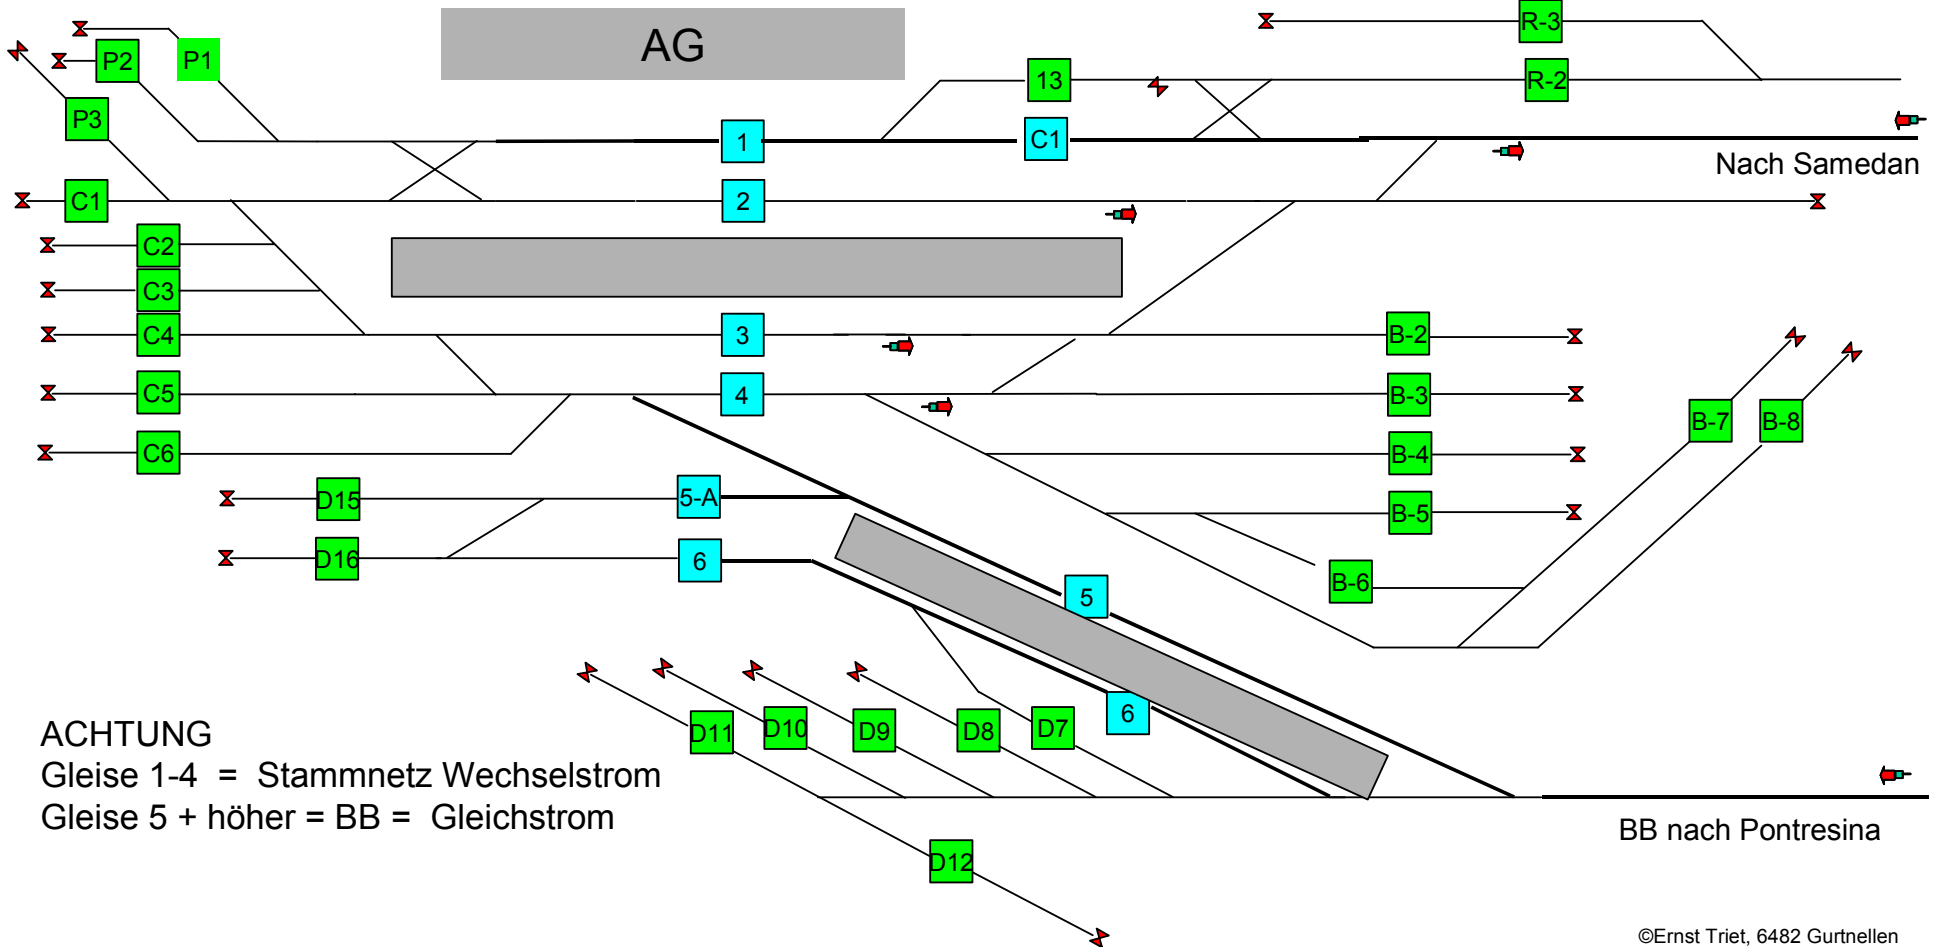 AG
R-3
P2
P1
13
R-2
P3
1
C1
Nach Samedan
C1
2
C2
C3
C4
3
B-2
C5
4
B-3
B-7
B-8
C6
B-4
D15
5-A
B-5
D16
6
B-6
5
D11
D10
D9
D8
D7
6
ACHTUNG
Gleise 1-4 = Stammnetz Wechselstrom
Gleise 5 + höher = BB = Gleichstrom
BB nach Pontresina
D12
©Ernst Triet, 6482 Gurtnellen